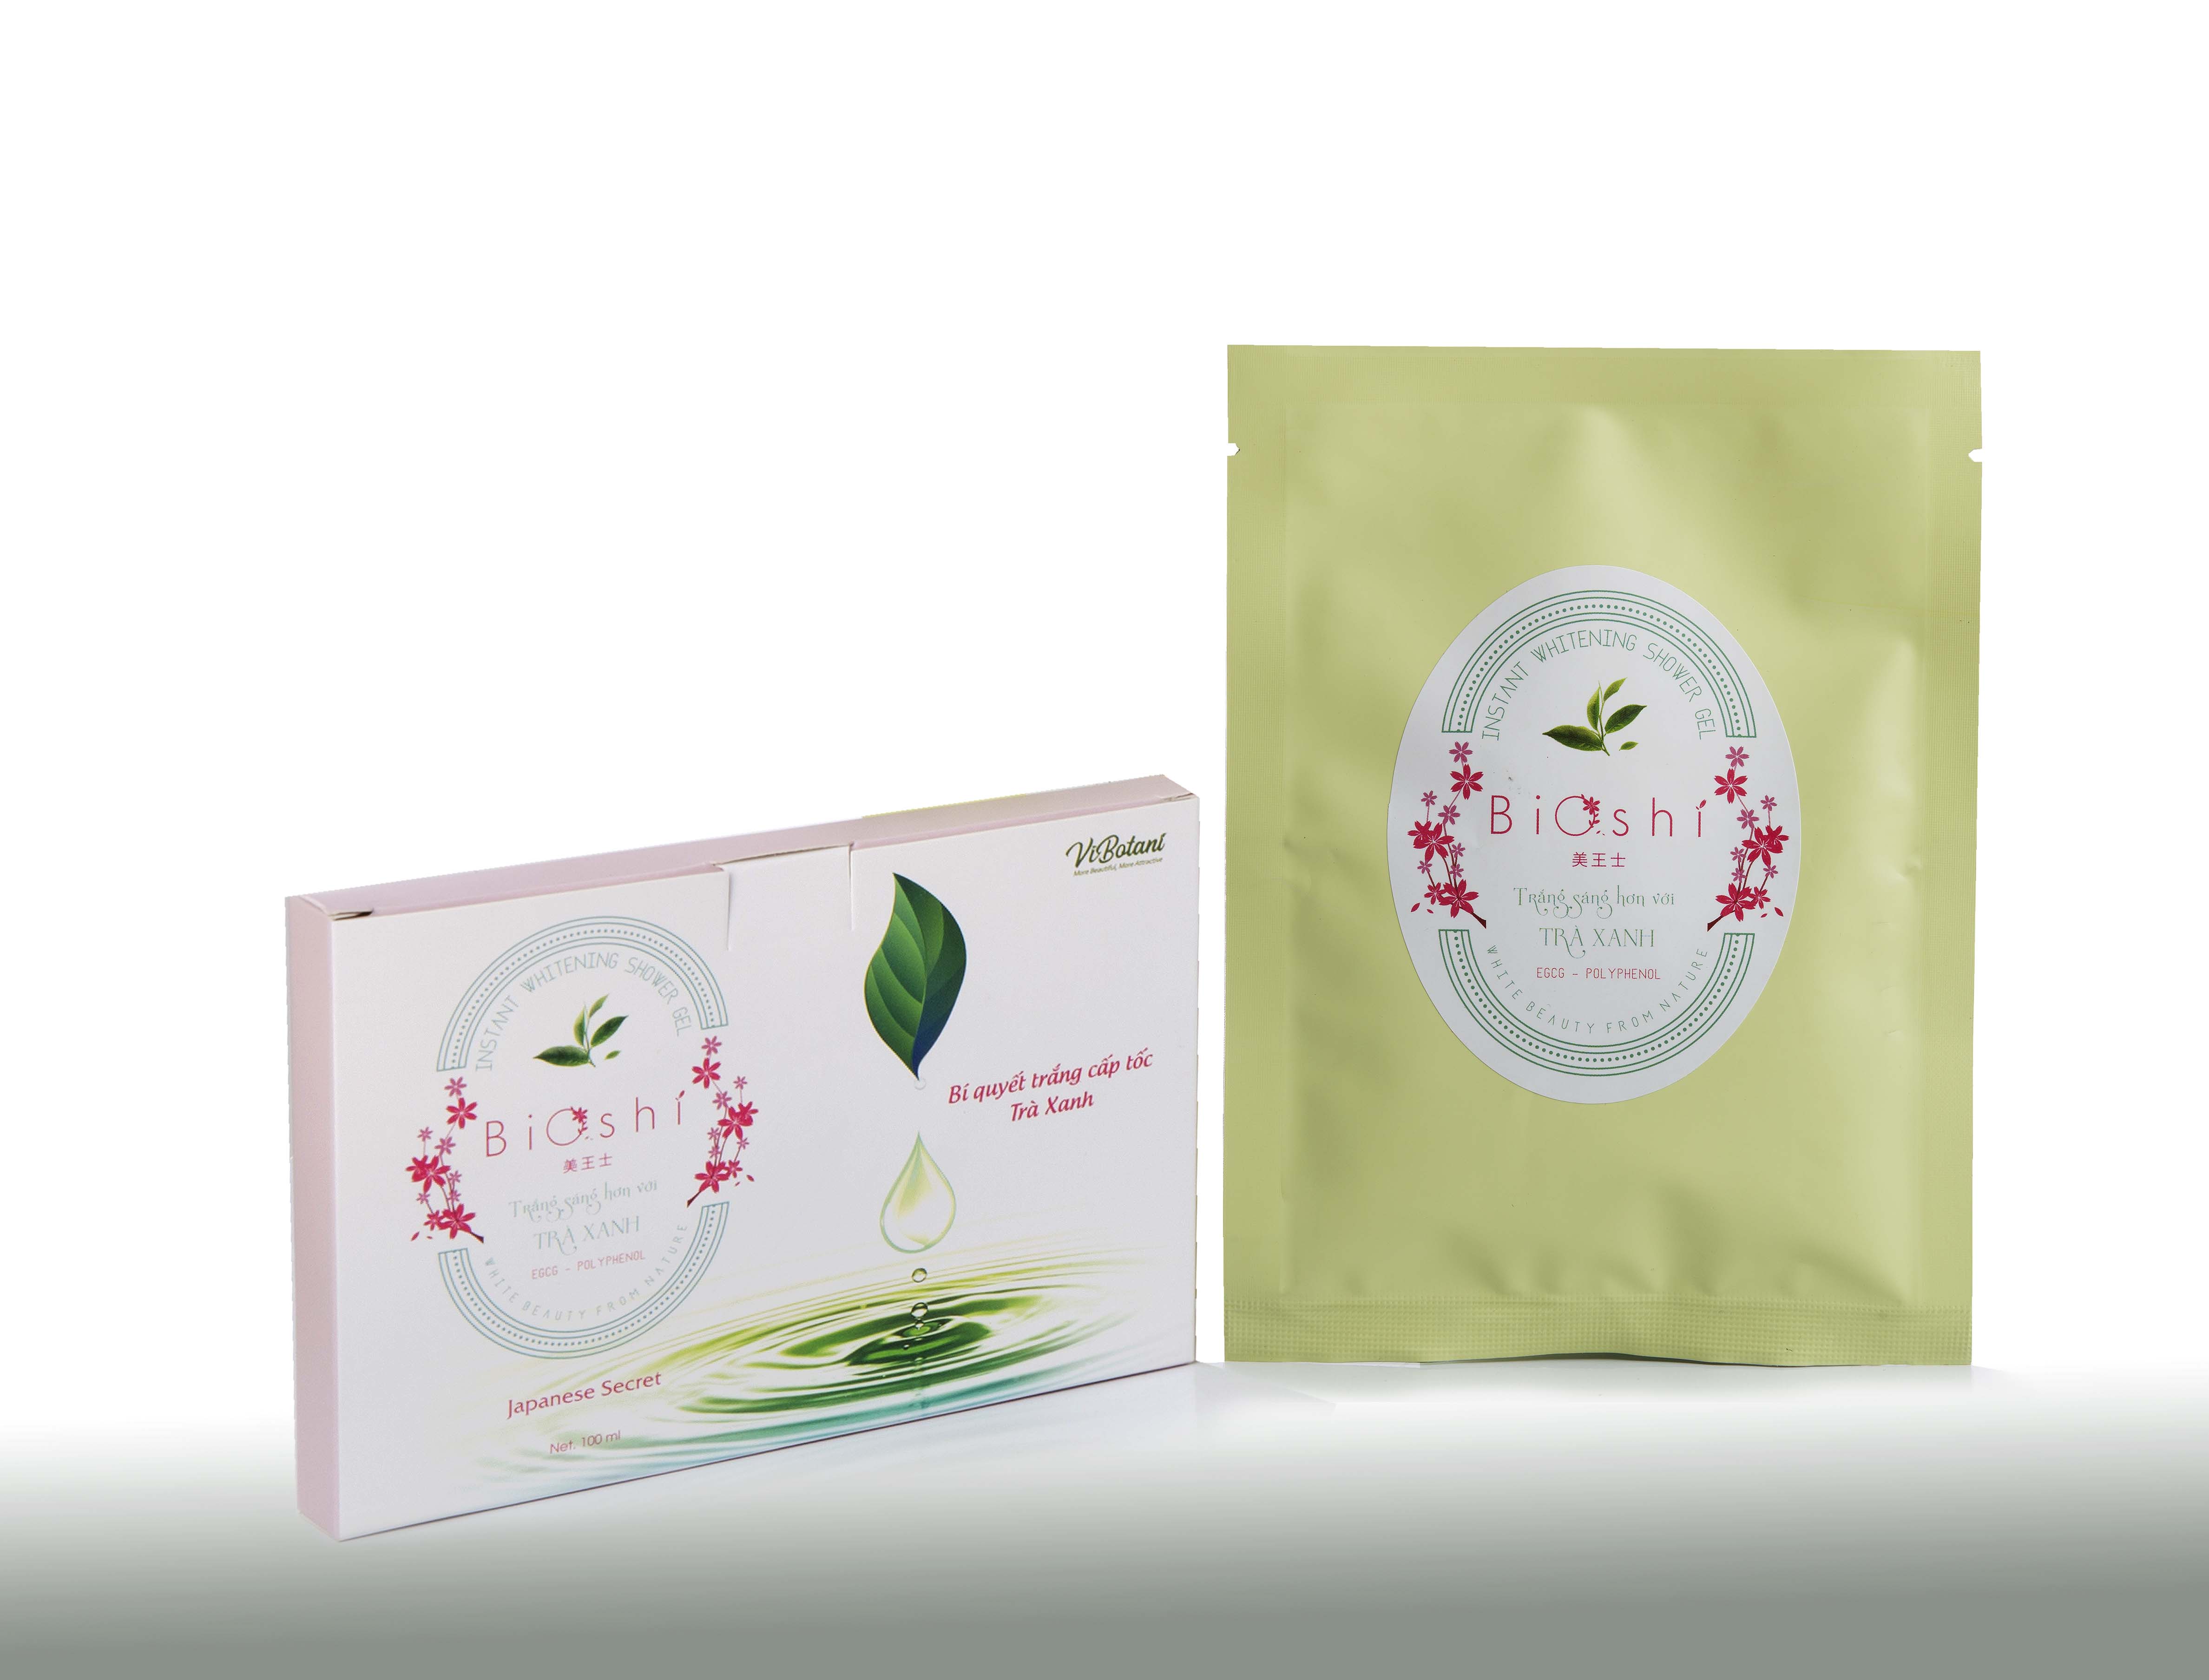 ViBotani
More Beautiful, More Attractive
INSTANT WHITENING SHOWER GEL
Bioshi
美王士
Trắng sáng hơn với
TRÀ XANH
EGCG - POLYPHENOL
WHITE BEAUTY FROM NATURE
Bí quyết trắng cấp tốc
Trà Xanh
Japanese Secret
Net. 100 ml
INSTANT WHITENING SHOWER GEL
Bioshi
美王士
Trắng sáng hơn với
TRÀ XANH
EGCG - POLYPHENOL
WHITE BEAUTY FROM NATURE